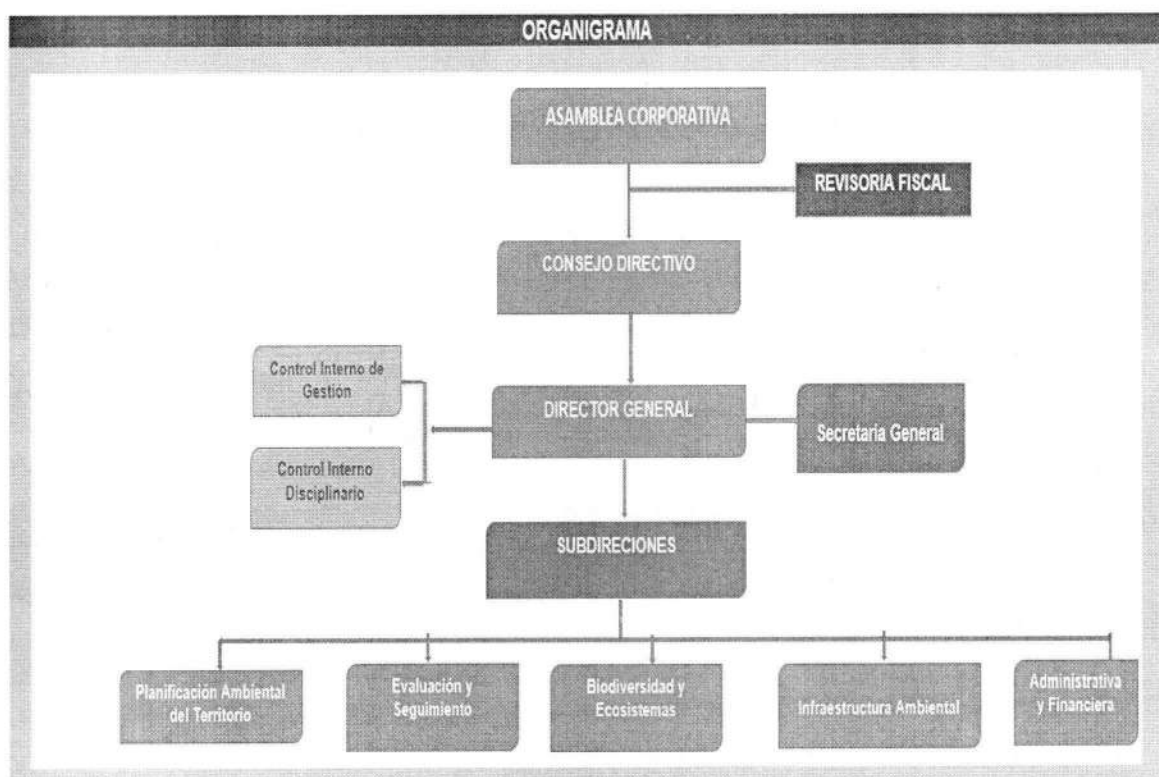 ORGANIGRAMA
ASAMBLEA CORPORATIVA
REVISORIA FISCAL
CONSEJO DIRECTIVO
Control Interno de
Gestión
DIRECTOR GENERAL
Secretaria General
Control Interno
Disciplinario
SUBDIRECIONES
Planificación Ambiental
del Territorio
Evaluación y
Seguimiento
Biodiversidad y
Ecosistemas
Infraestructura Ambiental
Administrativa
y Financiera